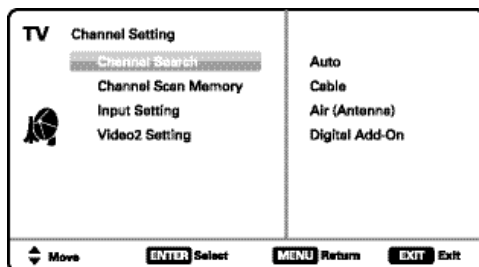 TV Channel Setting
Channel Search
Channel Scan Memory
Input Setting
Video2 Setting
Auto
Cable
Air (Antenna)
Digital Add-On
Move ENTER Select MENU Return EXIT Exit